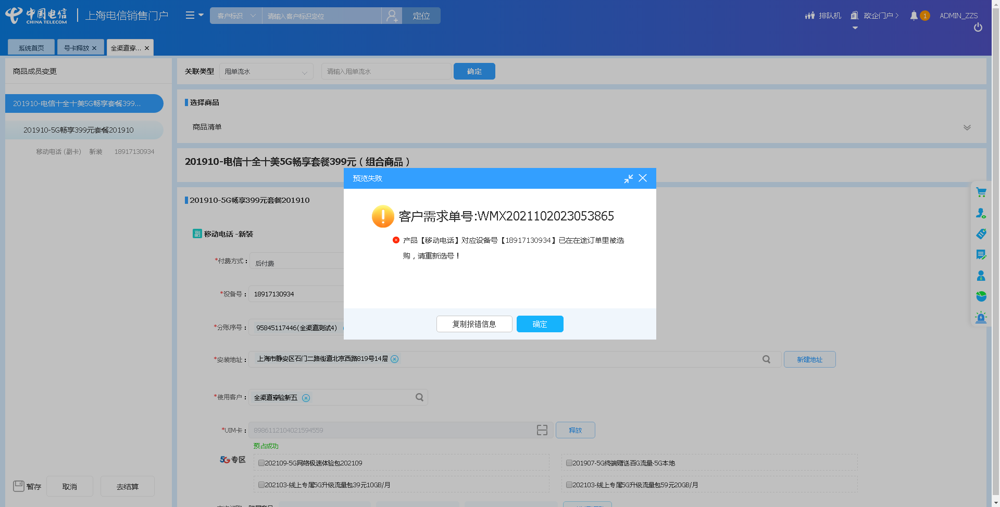 中国电信
CHINA TELECOM
上海电信销售门户
客户标识
请输入客户标识定位
定位
排队机
政企门户
1
ADMIN_ZZS
系统首页
号卡释放
全渠道穿...
商品成员变更
201910-电信十全十美5G畅享套餐399...
201910-5G畅享399元套餐201910
移动电话 (副卡) 新装 18917130934
暂存
取消
去结算
关联类型
甩单流水
请输入甩单流水
确定
选择商品
商品清单
201910-电信十全十美5G畅享套餐399元 ( 组合商品 )
201910-5G畅享399元套餐201910
副 移动电话 -新装
*付费方式：
后付费
*设备号：
18917130934
*分账序号：
95845117446(全渠道测试4)
*安装地址：
上海市静安区石门二路街道北京西路819号14层
新建地址
*使用客户：
全渠道穿验新五
*UIM卡：
8986112104021594559
释放
预占成功
5G专区
202109-5G网络极速体验包202109
201907-5G终端赠送百G流量-5G本地
202103-线上专属5G升级流量包39元10GB/月
202103-线上专属5G升级流量包59元20GB/月
预览失败
客户需求单号:WMX2021102023053865
产品【移动电话】对应设备号【18917130934】已在在途订单里被选
购，请重新选号！
复制报错信息
确定